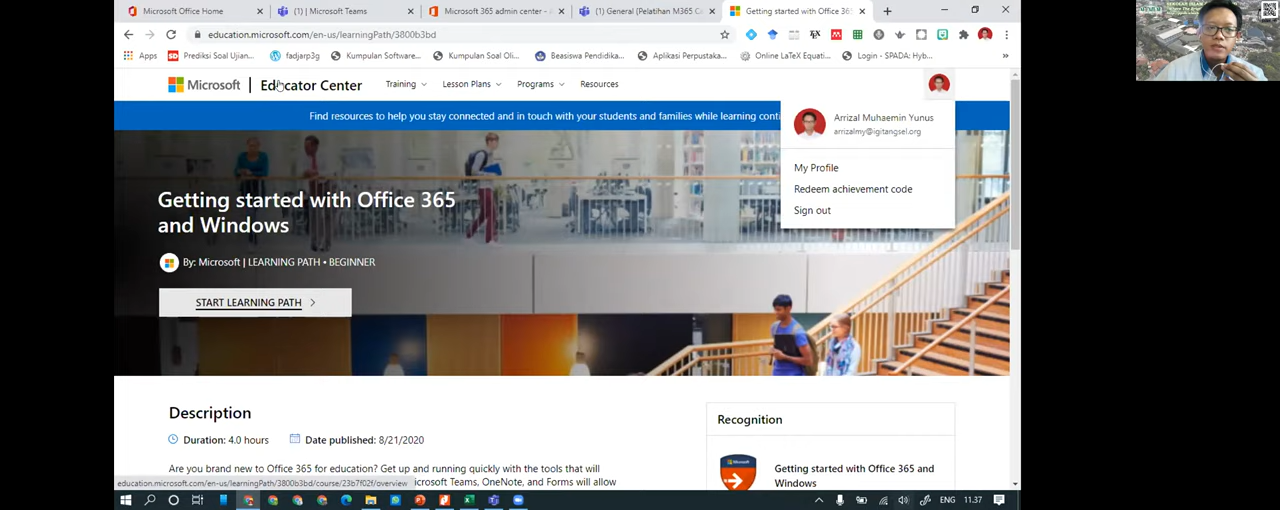 Microsoft Office Home
(1) | Microsoft Teams
Microsoft 365 admin center - A
(1) General (Pelatihan M365 Ca
Getting started with Office 365
education.microsoft.com/en-us/learningPath/3800b3bd
Apps
Prediksi Soal Ujian...
fadjarp3g
Kumpulan Software...
Kumpulan Soal Oli...
Beasiswa Pendidika...
Aplikasi Perpustaka...
Online LaTeX Equati...
Login - SPADA: Hyb...
Microsoft
Educator Center
Training
Lesson Plans
Programs
Resources
Find resources to help you stay connected and in touch with your students and families while learning conti
Arrizal Muhaemin Yunus
arrizalmy@igitangsel.org
My Profile
Redeem achievement code
Sign out
Getting started with Office 365
and Windows
By: Microsoft | LEARNING PATH • BEGINNER
START LEARNING PATH
Description
Duration: 4.0 hours
Date published: 8/21/2020
Are you brand new to Office 365 for education? Get up and running quickly with the tools that will
icrosoft Teams, OneNote, and Forms will allow
Recognition
Microsoft
Getting started with Office 365 and
Windows
education.microsoft.com/en-us/learningPath/3800b3bd/course/23b7f02f/overview
ENG
11.37